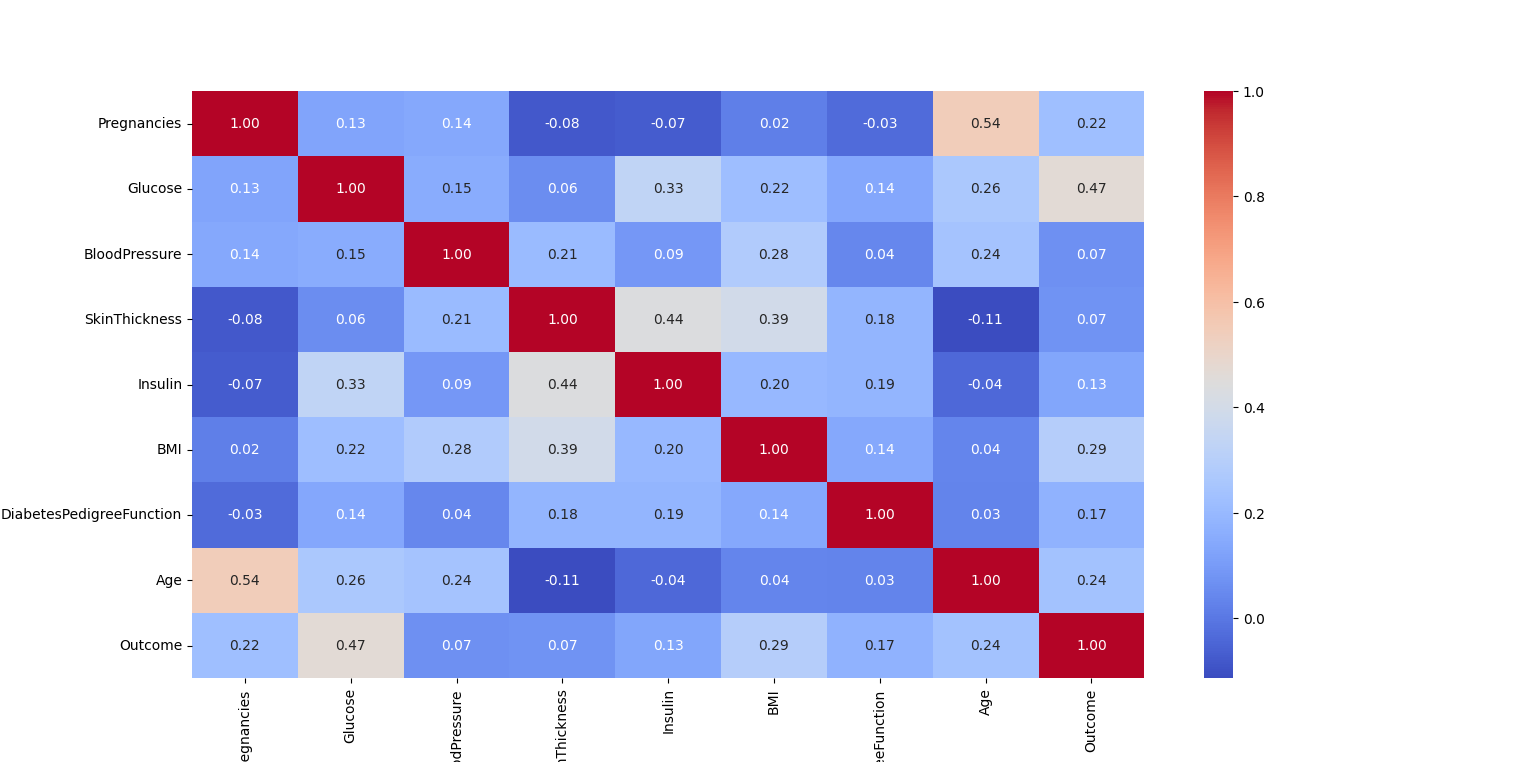 1.0
Pregnancies 1.00 0.13 0.14 -0.08 -0.07 0.02 -0.03 0.54 0.22
Glucose 0.13 1.00 0.15 0.06 0.33 0.22 0.14 0.26 0.47
0.8
BloodPressure 0.14 0.15 1.00 0.21 0.09 0.28 0.04 0.24 0.07
0.6
SkinThickness -0.08 0.06 0.21 1.00 0.44 0.39 0.18 -0.11 0.07
Insulin -0.07 0.33 0.09 0.44 1.00 0.20 0.19 -0.04 0.13
0.4
BMI 0.02 0.22 0.28 0.39 0.20 1.00 0.14 0.04 0.29
0.2
DiabetesPedigreeFunction -0.03 0.14 0.04 0.18 0.19 0.14 1.00 0.03 0.17
Age 0.54 0.26 0.24 -0.11 -0.04 0.04 0.03 1.00 0.24
0.0
Outcome 0.22 0.47 0.07 0.07 0.13 0.29 0.17 0.24 1.00
egnancies
Glucose
odPressure
nThickness
Insulin
BMI
eeFunction
Age
Outcome